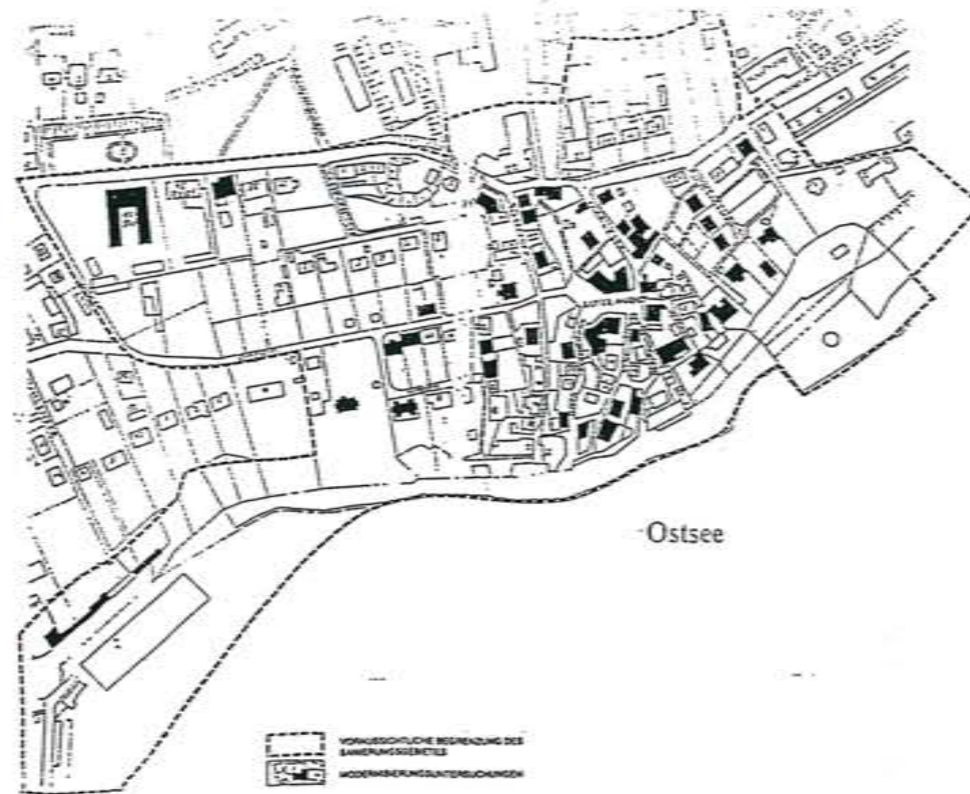 Ostsee
VORAUSSICHTLICHE BEGRENZUNG DES
SANIERUNGSGEBIETES
MODERNISIERUNGSUNTERSUCHUNGEN